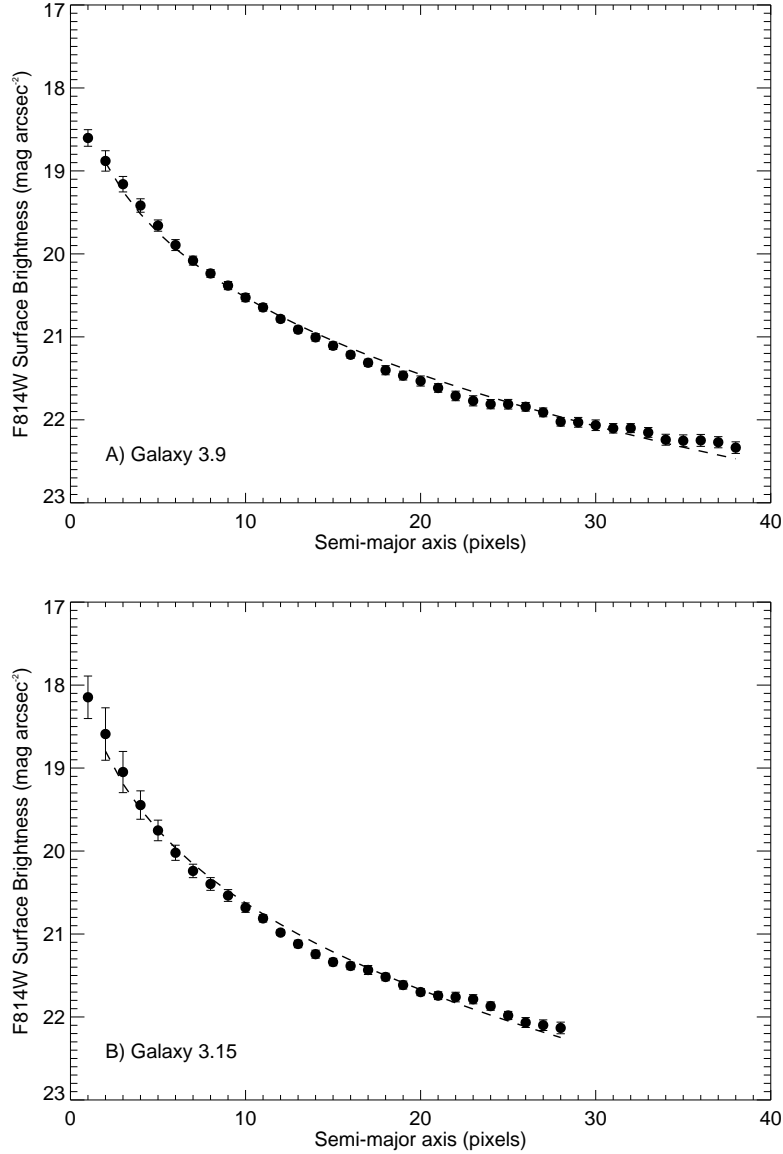 17
18
19
20
21
22
23
F814W Surface Brightness (mag arcsec-2)
A) Galaxy 3.9
0 10 20 30 40
Semi-major axis (pixels)
17
18
19
20
21
22
23
F814W Surface Brightness (mag arcsec-2)
B) Galaxy 3.15
0 10 20 30 40
Semi-major axis (pixels)